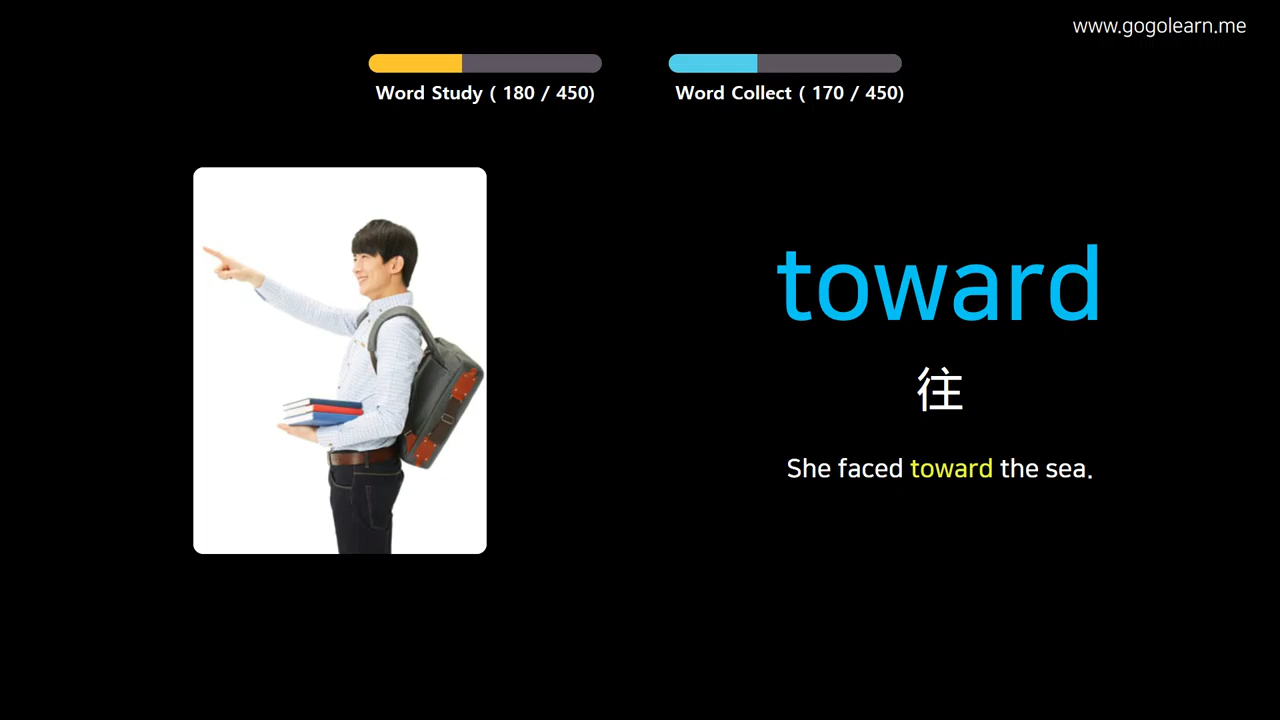 www.gogolearn.me
Word Study ( 180 / 450)
Word Collect ( 170 / 450)
toward
往
She faced toward the sea.